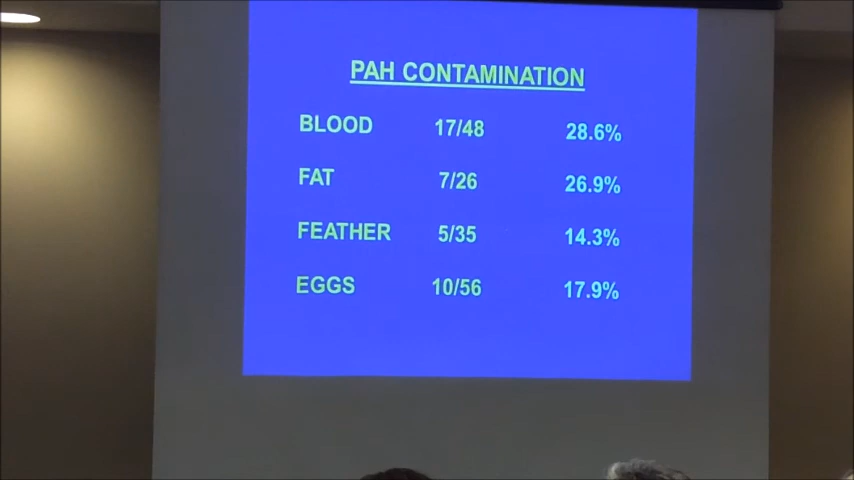 PAH CONTAMINATION
BLOOD 17/48 28.6%
FAT 7/26 26.9%
FEATHER 5/35 14.3%
EGGS 10/56 17.9%